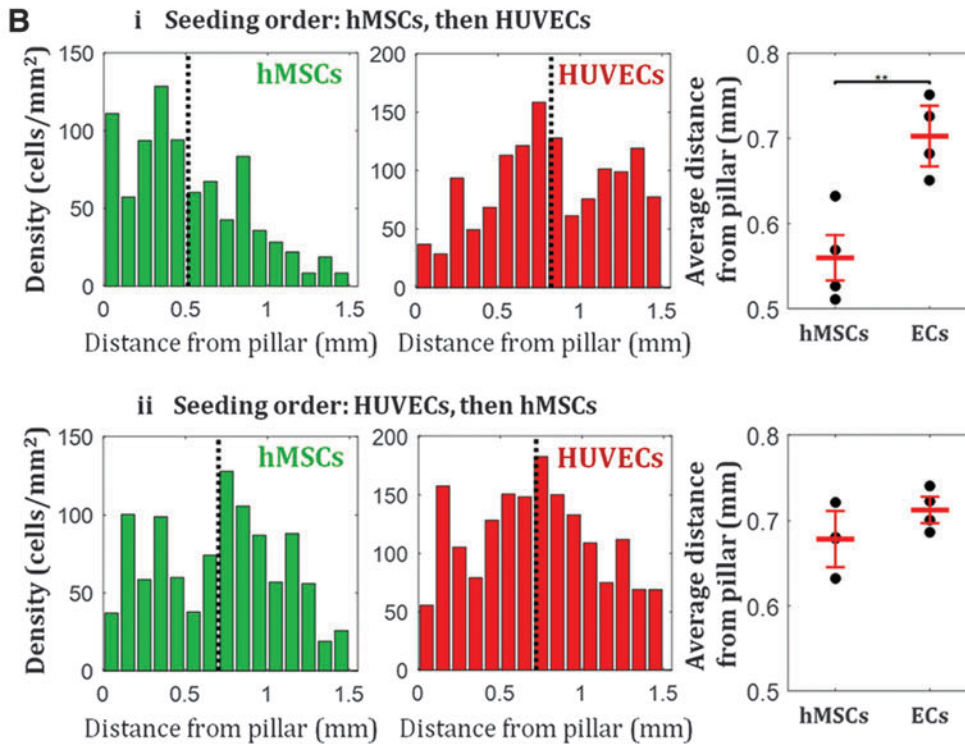 B
i Seeding order: hMSCs, then HUVECs
Density (cells/mm²)
150
100
50
0
hMSCs
0 0.5 1 1.5
Distance from pillar (mm)
200
150
100
50
0
HUVECs
0 0.5 1 1.5
Distance from pillar (mm)
Average distance
from pillar (mm)
0.8
0.7
0.6
0.5
**
hMSCs ECs
ii Seeding order: HUVECs, then hMSCs
Density (cells/mm²)
150
100
50
0
hMSCs
0 0.5 1 1.5
Distance from pillar (mm)
200
150
100
50
0
HUVECs
0 0.5 1 1.5
Distance from pillar (mm)
Average distance
from pillar (mm)
0.8
0.7
0.6
0.5
hMSCs ECs